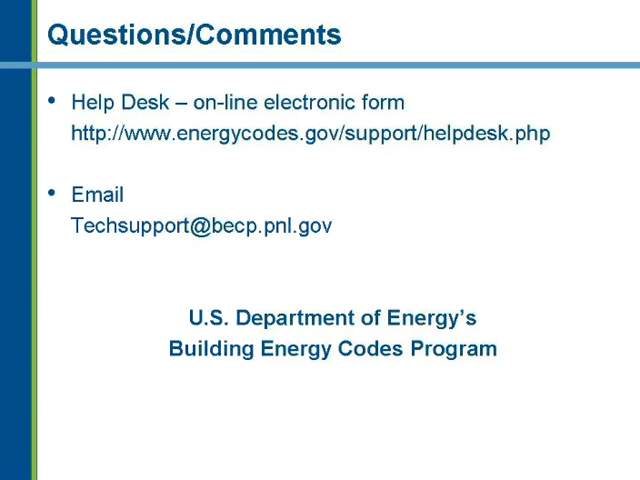 Questions/Comments
• Help Desk – on-line electronic form
http://www.energycodes.gov/support/helpdesk.php
• Email
Techsupport@becp.pnl.gov
U.S. Department of Energy’s
Building Energy Codes Program